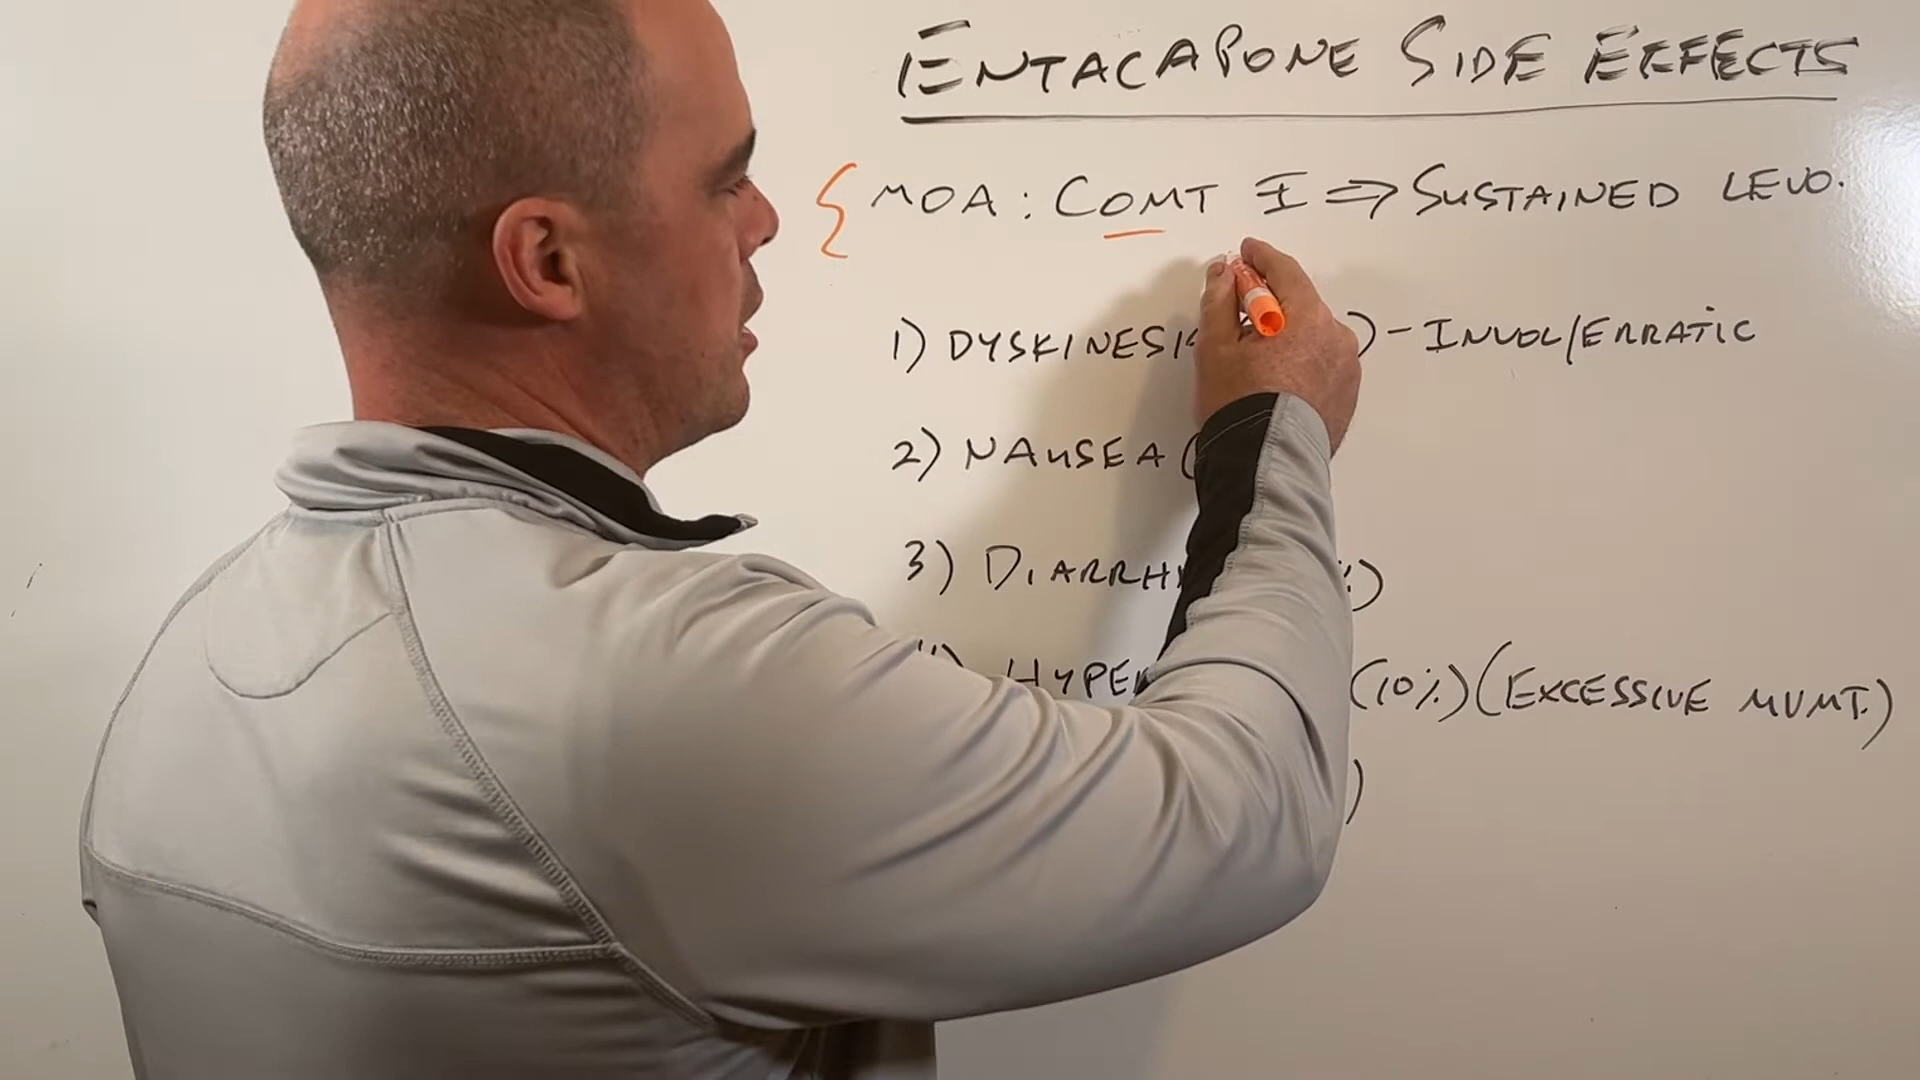 ENTACAPONE SIDE EFFECTS
MOA: COMT I ⇒ SUSTAINED LEVO.
1) DYSKINESI ) - INVOL/ERRATIC
2) NAUSEA (
3) DIARRH %)
4) HYPE (10%) (EXCESSIVE MVMT.)
)